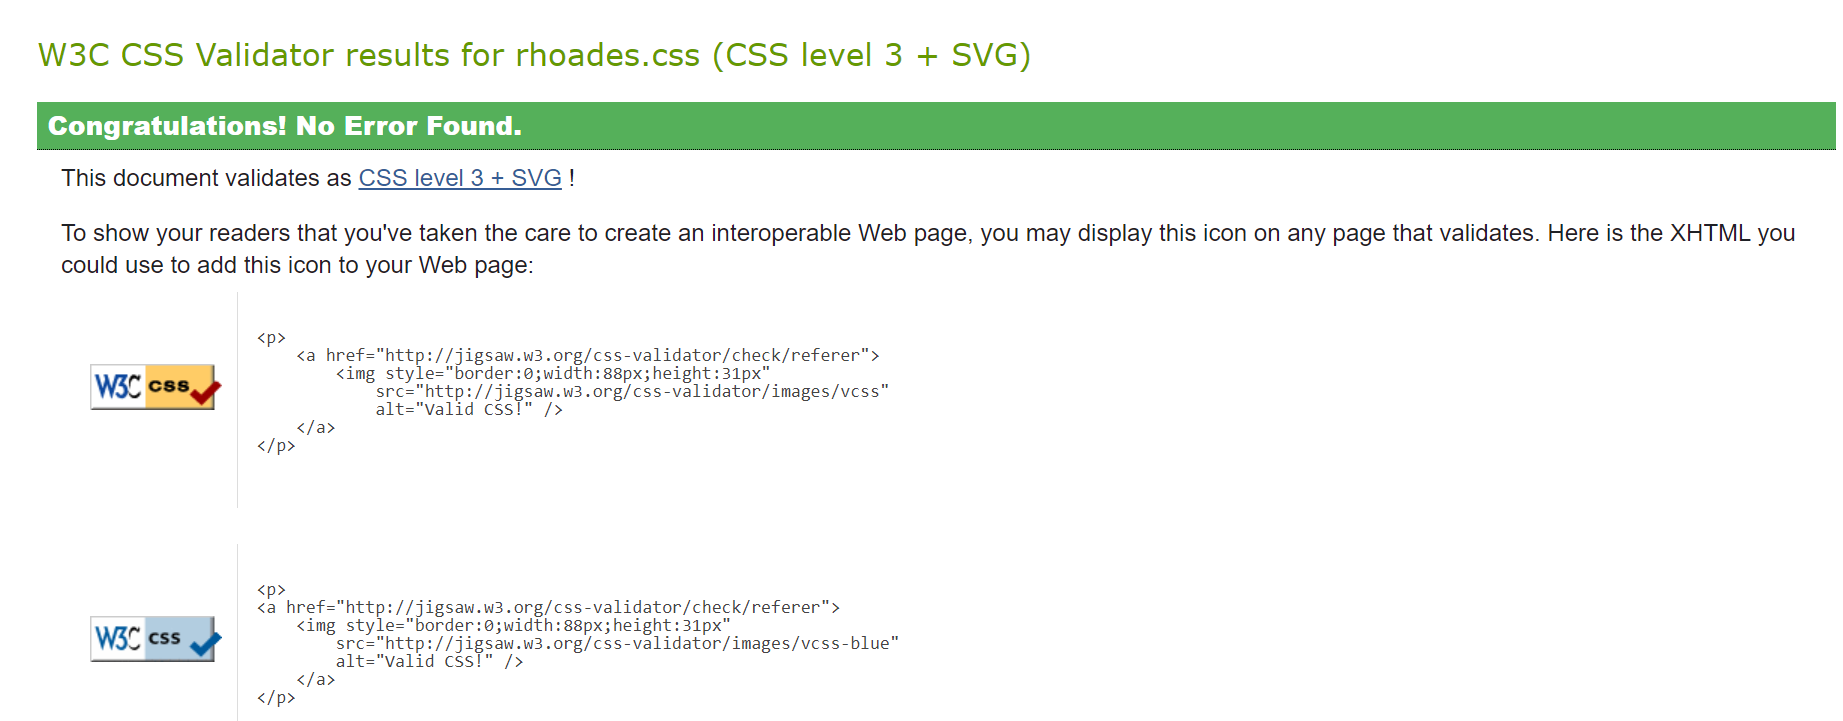 W3C CSS Validator results for rhoades.css (CSS level 3 + SVG)
Congratulations! No Error Found.
This document validates as CSS level 3 + SVG !
To show your readers that you've taken the care to create an interoperable Web page, you may display this icon on any page that validates. Here is the XHTML you
could use to add this icon to your Web page:
W3C css
<p>
    <a href="http://jigsaw.w3.org/css-validator/check/referer">
        <img style="border:0;width:88px;height:31px"
            src="http://jigsaw.w3.org/css-validator/images/vcss"
            alt="Valid CSS!" />
    </a>
</p>
W3C css
<p>
<a href="http://jigsaw.w3.org/css-validator/check/referer">
    <img style="border:0;width:88px;height:31px"
        src="http://jigsaw.w3.org/css-validator/images/vcss-blue"
        alt="Valid CSS!" />
    </a>
</p>